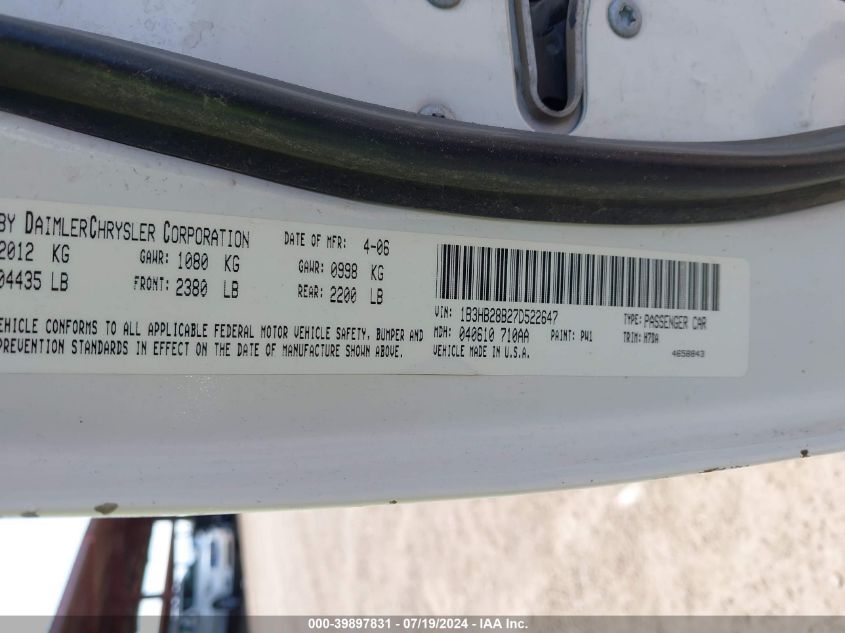 BY DAIMLERCHRYSLER CORPORATION
DATE OF MFR: 4-06
2012 KG GAWR: 1080 KG GAWR: 0998 KG
04435 LB FRONT: 2380 LB REAR: 2200 LB
VEHICLE CONFORMS TO ALL APPLICABLE FEDERAL MOTOR VEHICLE SAFETY, BUMPER AND
PREVENTION STANDARDS IN EFFECT ON THE DATE OF MANUFACTURE SHOWN ABOVE.
VIN: 1B3HB28B27D522647 TYPE: PASSENGER CAR
MDH: 040610 710AA PAINT: PW1 TRIM: H7DA
VEHICLE MADE IN U.S.A. 4658843
000-39897831 - 07/19/2024 - IAA Inc.